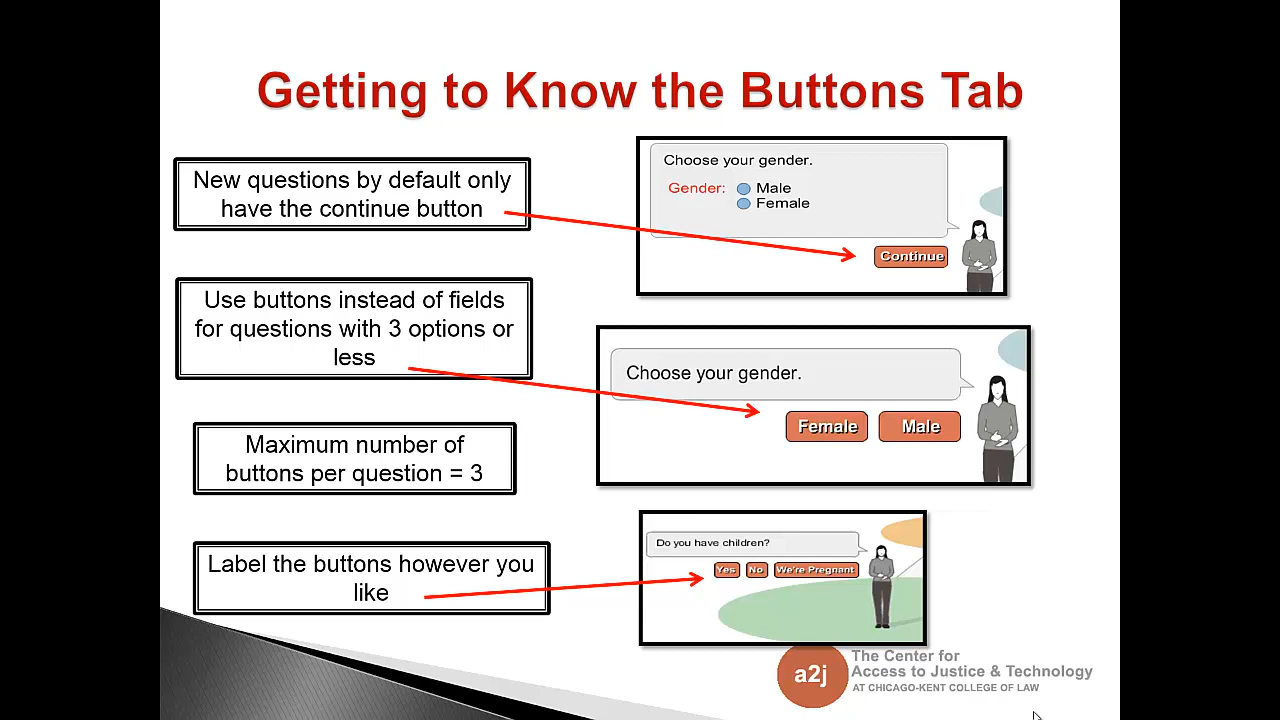 Getting to Know the Buttons Tab
New questions by default only
have the continue button
Choose your gender.
Gender:
Male
Female
Continue
Use buttons instead of fields
for questions with 3 options or
less
Choose your gender.
Female
Male
Maximum number of
buttons per question = 3
Label the buttons however you
like
Do you have children?
Yes
No
We're Pregnant
a2j
The Center for
Access to Justice & Technology
AT CHICAGO-KENT COLLEGE OF LAW